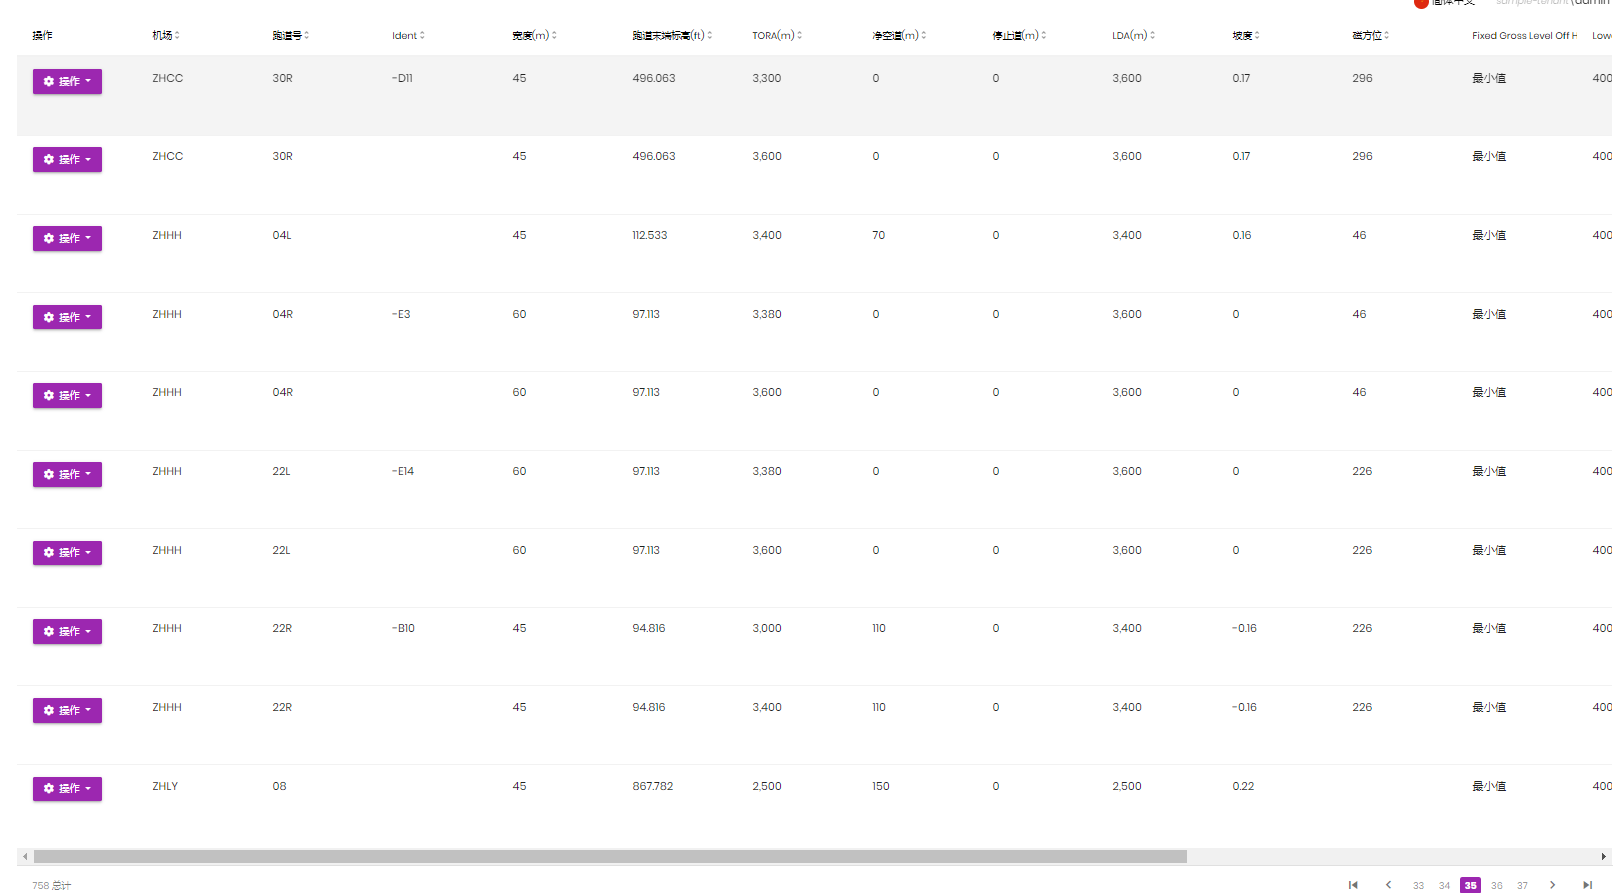 简体中文 sample-tenant\admin
操作 机场 跑道号 Ident 宽度(m) 跑道末端标高(ft) TORA(m) 净空道(m) 停止道(m) LDA(m) 坡度 磁方位 Fixed Gross Level Off H Lowe
操作 ZHCC 30R -D11 45 496.063 3,300 0 0 3,600 0.17 296 最小值 400
操作 ZHCC 30R 45 496.063 3,600 0 0 3,600 0.17 296 最小值 400
操作 ZHHH 04L 45 112.533 3,400 70 0 3,400 0.16 46 最小值 400
操作 ZHHH 04R -E3 60 97.113 3,380 0 0 3,600 0 46 最小值 400
操作 ZHHH 04R 60 97.113 3,600 0 0 3,600 0 46 最小值 400
操作 ZHHH 22L -E14 60 97.113 3,380 0 0 3,600 0 226 最小值 400
操作 ZHHH 22L 60 97.113 3,600 0 0 3,600 0 226 最小值 400
操作 ZHHH 22R -B10 45 94.816 3,000 110 0 3,400 -0.16 226 最小值 400
操作 ZHHH 22R 45 94.816 3,400 110 0 3,400 -0.16 226 最小值 400
操作 ZHLY 08 45 867.782 2,500 150 0 2,500 0.22 最小值 400
758 总计 33 34 35 36 37